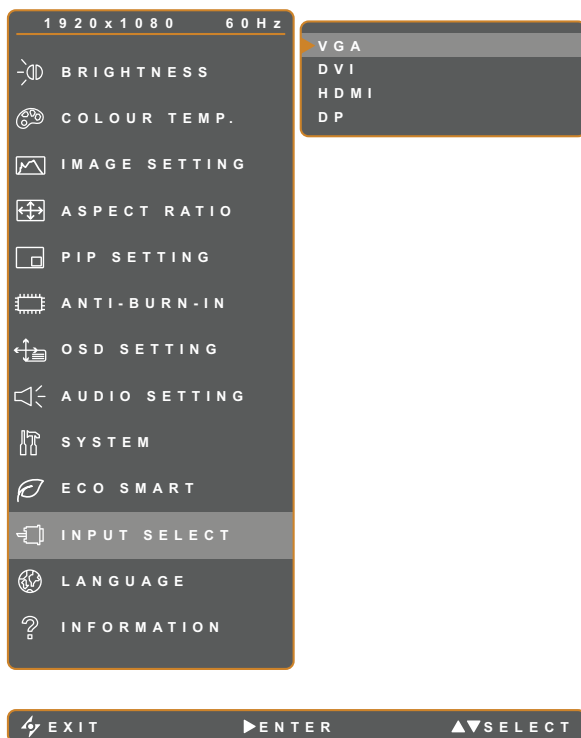 1920x1080 60Hz
BRIGHTNESS
COLOUR TEMP.
IMAGE SETTING
ASPECT RATIO
PIP SETTING
ANTI-BURN-IN
OSD SETTING
AUDIO SETTING
SYSTEM
ECO SMART
INPUT SELECT
LANGUAGE
INFORMATION
VGA
DVI
HDMI
DP
EXIT ▶ENTER ▲▼SELECT